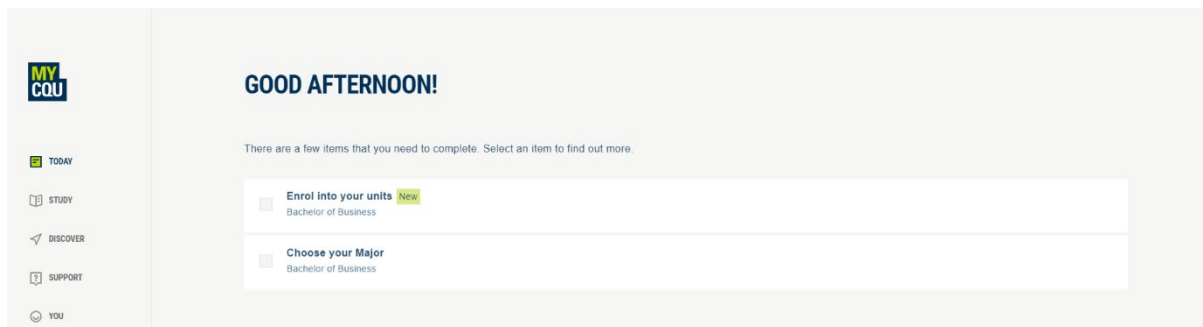 MY
CQU
TODAY
STUDY
DISCOVER
SUPPORT
YOU
GOOD AFTERNOON!
There are a few items that you need to complete. Select an item to find out more.
Enrol into your units New
Bachelor of Business
Choose your Major
Bachelor of Business